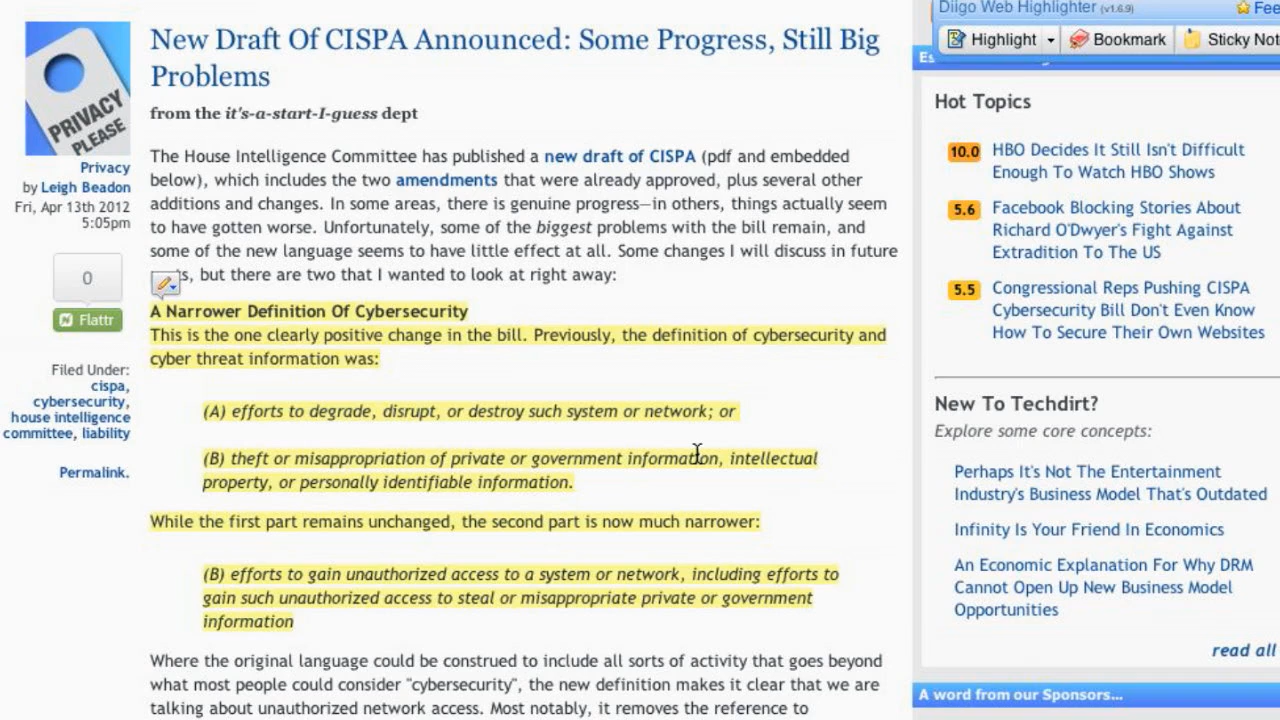 New Draft Of CISPA Announced: Some Progress, Still Big
Problems
from the it's-a-start-I-guess dept
PRIVACY
PLEASE
Privacy
by Leigh Beadon
Fri, Apr 13th 2012
5:05pm
0
Flattr
Filed Under:
cispa,
cybersecurity,
house intelligence
committee, liability
Permalink.
The House Intelligence Committee has published a new draft of CISPA (pdf and embedded
below), which includes the two amendments that were already approved, plus several other
additions and changes. In some areas, there is genuine progress—in others, things actually seem
to have gotten worse. Unfortunately, some of the biggest problems with the bill remain, and
some of the new language seems to have little effect at all. Some changes I will discuss in future
s, but there are two that I wanted to look at right away:
A Narrower Definition Of Cybersecurity
This is the one clearly positive change in the bill. Previously, the definition of cybersecurity and
cyber threat information was:
(A) efforts to degrade, disrupt, or destroy such system or network; or
(B) theft or misappropriation of private or government information, intellectual
property, or personally identifiable information.
While the first part remains unchanged, the second part is now much narrower:
(B) efforts to gain unauthorized access to a system or network, including efforts to
gain such unauthorized access to steal or misappropriate private or government
information
Where the original language could be construed to include all sorts of activity that goes beyond
what most people could consider "cybersecurity", the new definition makes it clear that we are
talking about unauthorized network access. Most notably, it removes the reference to
Diigo Web Highlighter (v1.6.9) Fee
Highlight Bookmark Sticky Not
Es
Hot Topics
10.0 HBO Decides It Still Isn't Difficult
Enough To Watch HBO Shows
5.6 Facebook Blocking Stories About
Richard O'Dwyer's Fight Against
Extradition To The US
5.5 Congressional Reps Pushing CISPA
Cybersecurity Bill Don't Even Know
How To Secure Their Own Websites
New To Techdirt?
Explore some core concepts:
Perhaps It's Not The Entertainment
Industry's Business Model That's Outdated
Infinity Is Your Friend In Economics
An Economic Explanation For Why DRM
Cannot Open Up New Business Model
Opportunities
read all
A word from our Sponsors...